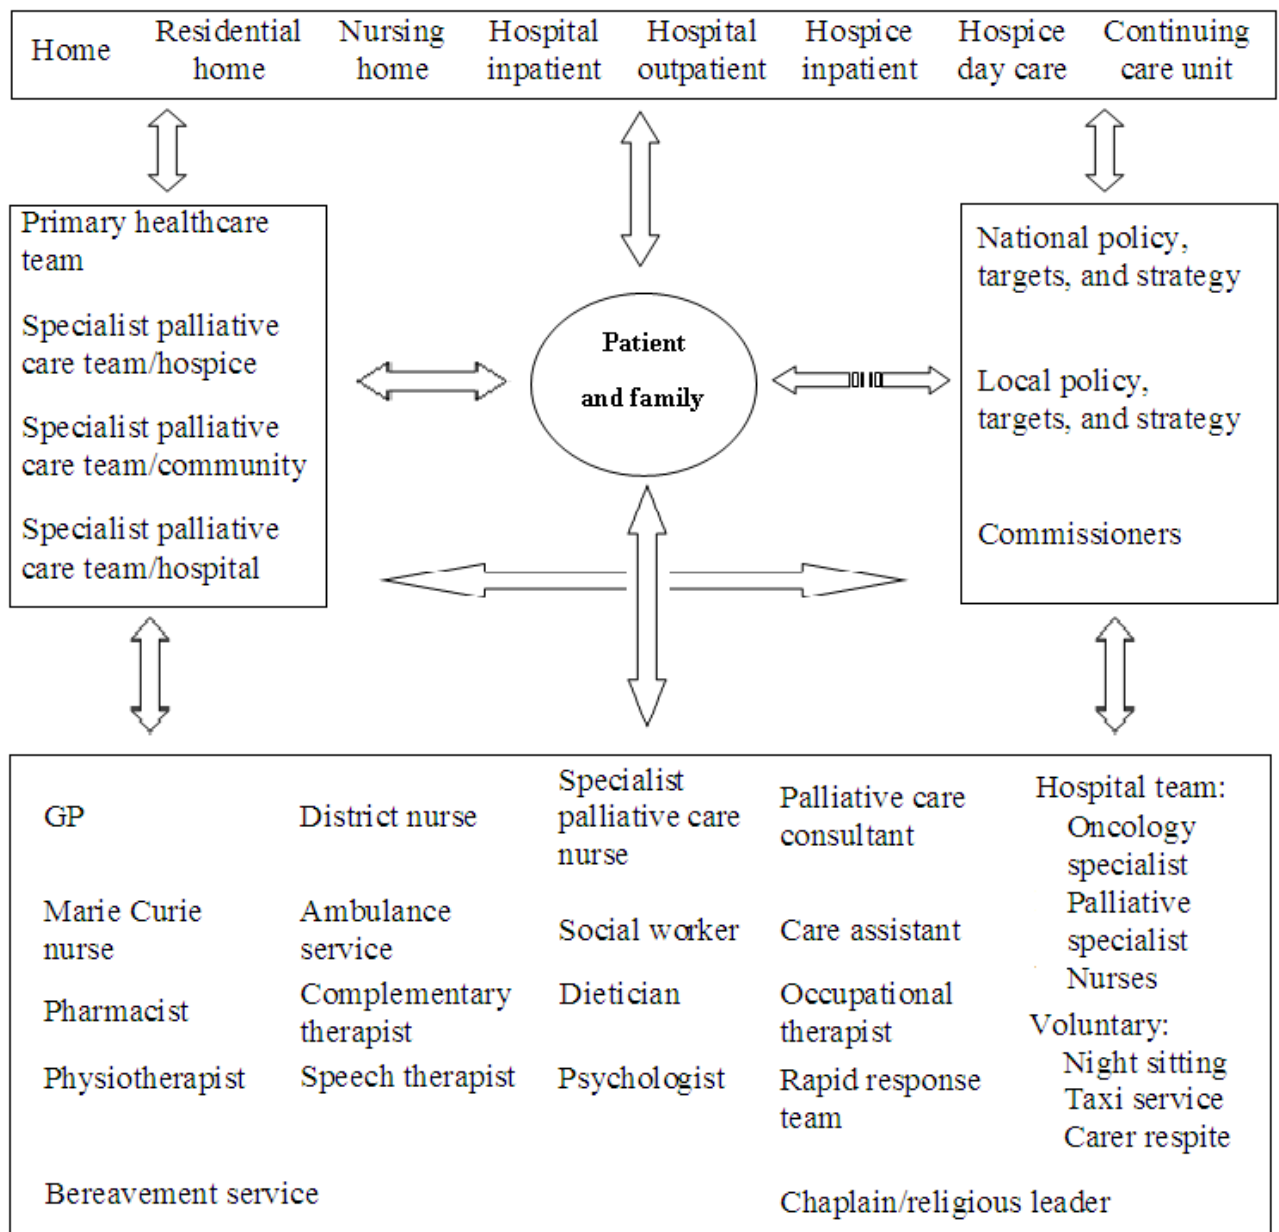 Home
Residential
home
Nursing
home
Hospital
inpatient
Hospital
outpatient
Hospice
inpatient
Hospice
day care
Continuing
care unit
Primary healthcare
team
Specialist palliative
care team/hospice
Specialist palliative
care team/community
Specialist palliative
care team/hospital
Patient
and family
National policy,
targets, and strategy
Local policy,
targets, and strategy
Commissioners
GP
District nurse
Specialist
palliative care
nurse
Palliative care
consultant
Marie Curie
nurse
Ambulance
service
Social worker
Care assistant
Pharmacist
Complementary
therapist
Dietician
Occupational
therapist
Physiotherapist
Speech therapist
Psychologist
Rapid response
team
Hospital team:
Oncology
specialist
Palliative
specialist
Nurses
Voluntary:
Night sitting
Taxi service
Carer respite
Bereavement service
Chaplain/religious leader